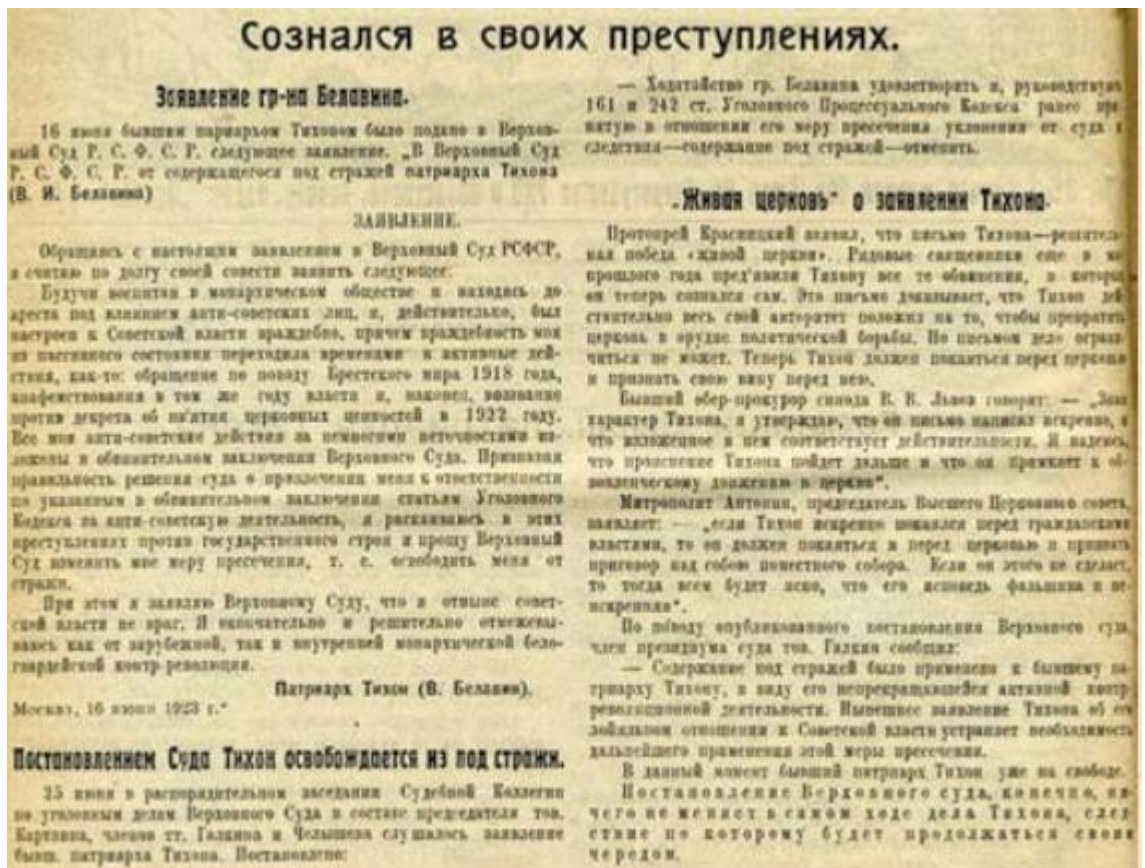 Сознался в своих преступлениях.
Заявление гр-на Белавина.
16 июня бывшим париархом Тихоном было подано в Верхов-
ный Суд Р. С. Ф. С. Р. следующее заявление. „В Верховный Суд
Р. С. Ф. С. Р. от содержащегося под стражей патриарха Тихона
(В. И. Белавина)
ЗАЯВЛЕНИЕ.
Обращаясь с настоящим заявлением в Верховный Суд РСФСР,
я считаю по долгу своей совести заявить следующее:
Будучи воспитан в монархическом обществе и находясь до
ареста под влиянием анти-советских лиц, я, действительно, был
настроен к Советской власти враждебно, причем враждебность моя
из пассивного состояния переходила временами к активным дей-
ствия, как-то: обращение по поводу Брестского мира 1918 года,
анафемствования в том же году власти и, наконец, воззвание
против декрета об из'ятии церковных ценностей в 1922 году.
Все мои анти-советские действия за немногими неточностями из-
ложены в обвинительном заключении Верховного Суда. Признавая
правильность решения суда о привлечении меня к ответственности
по указанным в обвинительном заключении статьям Уголовного
Кодекса за анти-советскую деятельность, я раскаиваюсь в этих
преступлениях против государственного строя и прошу Верховный
Суд изменить мне меру пресечения, т. е. освободить меня от
стражи.
При этом я заявляю Верховному Суду, что я отныне совет-
ской власти не враг. Я окончательно и решительно отмежевы-
ваюсь как от зарубежной, так и внутренней монархической бело-
гвардейской контр-революции.
Патриарх Тихон (В. Белавин).
Москва, 16 июня 1923 г.“
Постановлением Суда Тихон освобождается из под стражи.
25 июня в распорядительном заседании Судебной Коллегии
по уголовным делам Верховного Суда в составе председателя тов.
Карклина, членов тт. Галкина и Челышева слушалось заявление
бывш. патриарха Тихона. Постановлено:
— Ходатайство гр. Белавина удовлетворить и, руководствуясь
161 и 242 ст. Уголовного Процессуального Кодекса ранее при-
нятую в отношении его меру пресечения уклонения от суда и
следствия—содержание под стражей—отменить.
„Живая церковь“ о заявлении Тихона.
Протоиерей Красницкий заявил, что письмо Тихона—решитель-
ная победа «живой церкви». Рядовые священники еще в мае
прошлого года пред'явили Тихону все те обвинения, в которых
он теперь сознался сам. Это письмо доказывает, что Тихон дей-
ствительно весь свой авторитет положил на то, чтобы превратить
церковь в орудие политической борьбы. Но письмом дело ограни-
читься не может. Теперь Тихон должен покаяться перед церковью
и признать свою вину перед нею.
Бывший обер-прокурор синода В. В. Львов говорит: — „Зная
характер Тихона, я утверждаю, что он письмо написал искренно, и
что изложенное в нем соответствует действительности. Я надеюсь,
что прояснение Тихона пойдет дальше и что он примкнет к об-
новленческому движению в церкви“.
Митрополит Антонин, председатель Высшего Церковного совета,
заявляет: — „если Тихон искренно покаялся перед гражданскими
властями, то он должен покаяться и перед церковью и принять
приговор над собою поместного собора. Если он этого не сделает,
то тогда всем будет ясно, что его исповедь фальшива и не-
искренняя“.
По поводу опубликованного постановления Верховного суда,
член президиума суда тов. Галкин сообщил:
— Содержание под стражей было применено к бывшему па-
триарху Тихону, в виду его непрекращавшейся активной контр-
революционной деятельности. Нынешнее заявление Тихона об его
лойяльном отношении к Советской власти устраняет необходимость
дальнейшего применения этой меры пресечения.
В данный момент бывший патриарх Тихон уже на свободе.
Постановление Верховного суда, конечно, ни-
чего не меняет в самом ходе дела Тихона, след-
ствие по которому будет продолжаться своим
чередом.